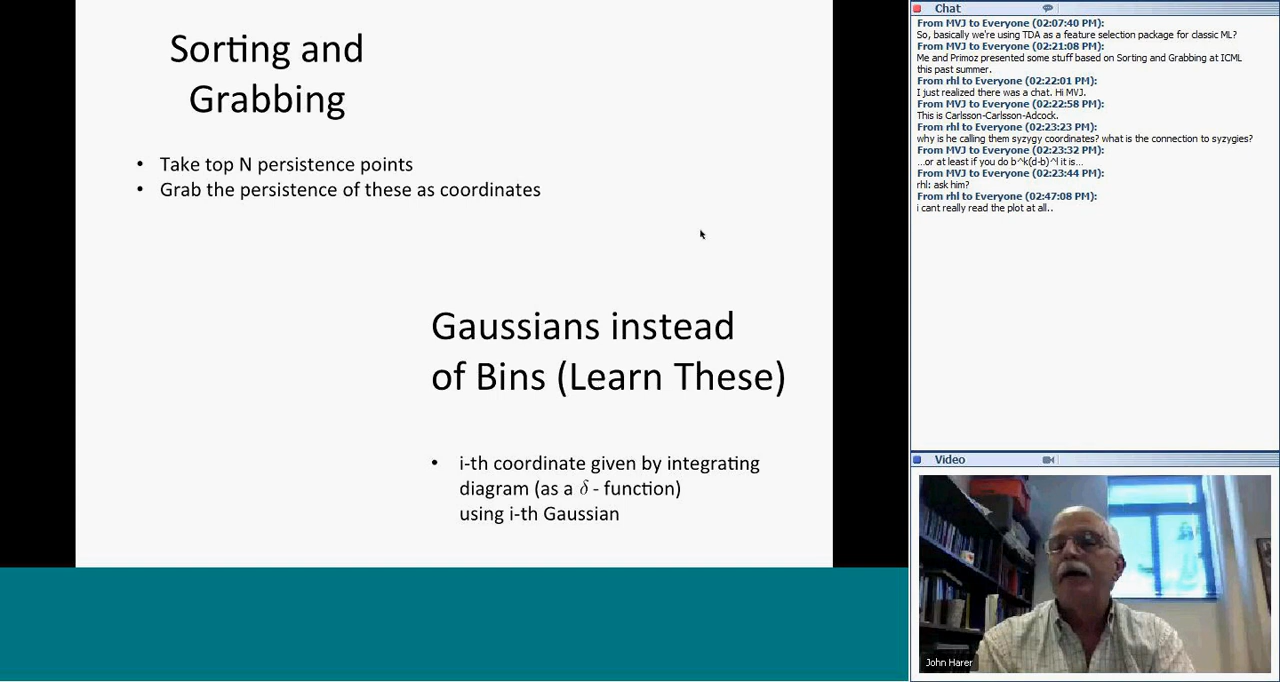 Sorting and
Grabbing
• Take top N persistence points
• Grab the persistence of these as coordinates
Gaussians instead
of Bins (Learn These)
• i-th coordinate given by integrating
diagram (as a δ - function)
using i-th Gaussian
Chat
From MVJ to Everyone (02:07:40 PM):
So, basically we're using TDA as a feature selection package for classic ML?
From MVJ to Everyone (02:21:08 PM):
Me and Primoz presented some stuff based on Sorting and Grabbing at ICML
this past summer.
From rhl to Everyone (02:22:01 PM):
I just realized there was a chat. Hi MVJ.
From MVJ to Everyone (02:22:58 PM):
This is Carlsson-Carlsson-Adcock.
From rhl to Everyone (02:23:23 PM):
why is he calling them syzygy coordinates? what is the connection to syzygies?
From MVJ to Everyone (02:23:32 PM):
...or at least if you do b^k(d-b)^l it is...
From MVJ to Everyone (02:23:44 PM):
rhl: ask him?
From rhl to Everyone (02:47:08 PM):
i cant really read the plot at all..
Video
John Harer